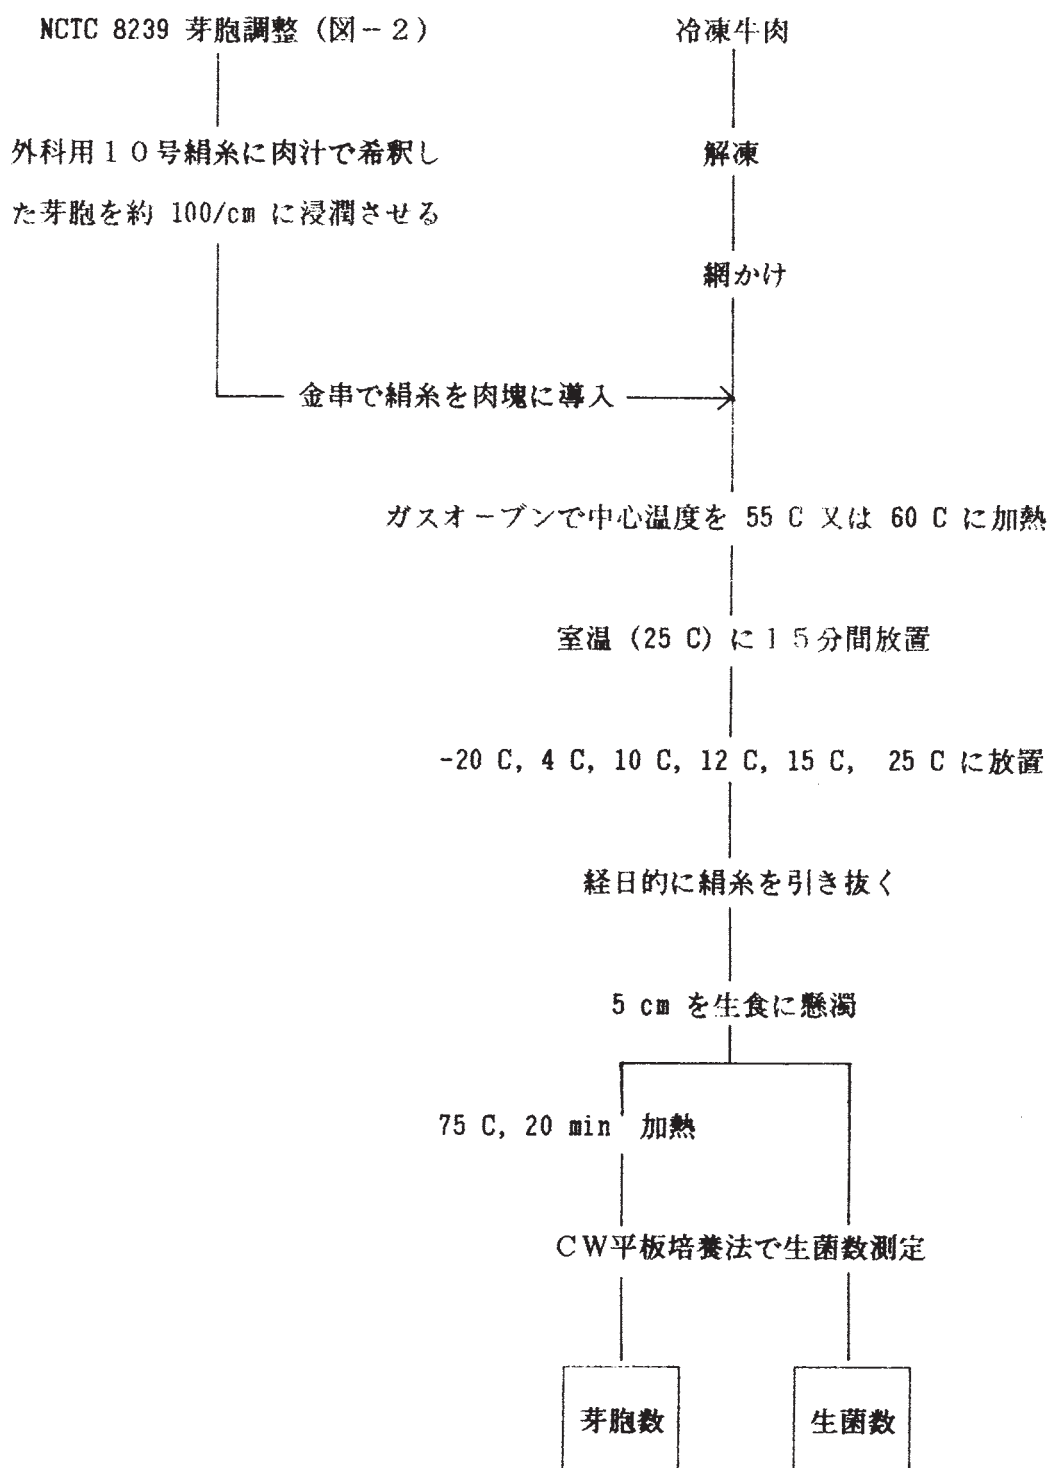 NCTC 8239 芽胞調整（図－２）
冷凍牛肉
外科用１０号絹糸に肉汁で希釈し
た芽胞を約 100/cm に浸潤させる
解凍
網かけ
金串で絹糸を肉塊に導入
ガスオーブンで中心温度を 55 C 又は 60 C に加熱
室温 (25 C) に１５分間放置
-20 C, 4 C, 10 C, 12 C, 15 C, 25 C に放置
経日的に絹糸を引き抜く
5 cm を生食に懸濁
75 C, 20 min 加熱
ＣＷ平板培養法で生菌数測定
芽胞数
生菌数